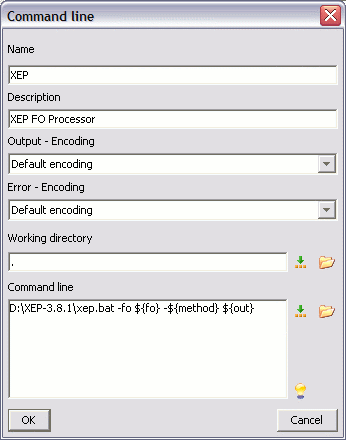 Command line
Name
XEP
Description
XEP FO Processor
Output - Encoding
Default encoding
Error - Encoding
Default encoding
Working directory
.
Command line
D:\XEP-3.8.1\xep.bat -fo ${fo} -${method} ${out}
OK
Cancel